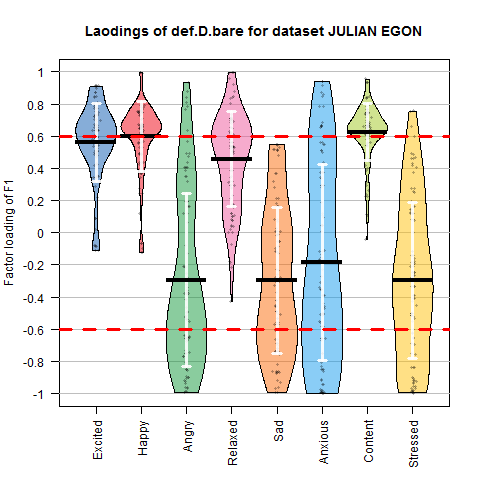 Laodings of def.D.bare for dataset JULIAN EGON
Factor loading of F1
1
0.8
0.6
0.4
0.2
0
-0.2
-0.4
-0.6
-0.8
-1
Excited
Happy
Angry
Relaxed
Sad
Anxious
Content
Stressed